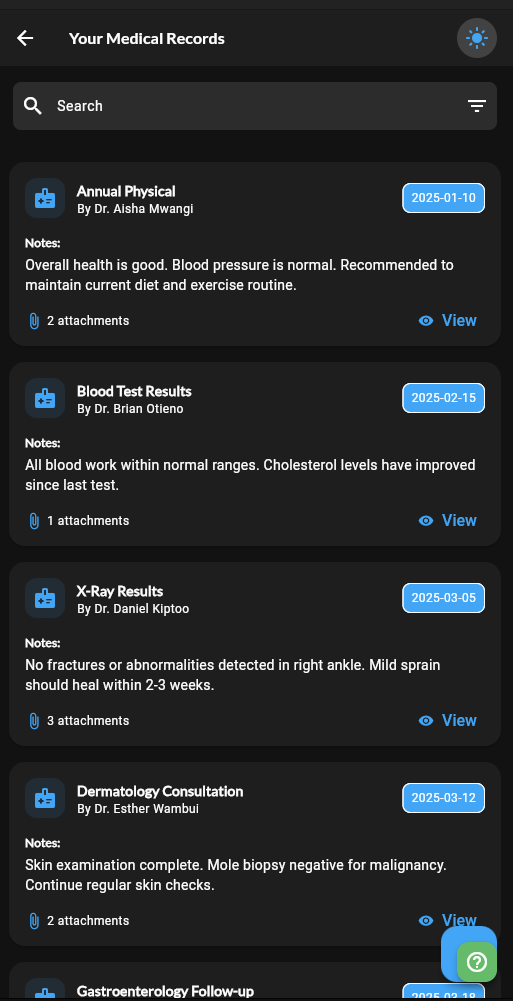 Your Medical Records
Search
Annual Physical
By Dr. Aisha Mwangi
2025-01-10
Notes:
Overall health is good. Blood pressure is normal. Recommended to
maintain current diet and exercise routine.
2 attachments
View
Blood Test Results
By Dr. Brian Otieno
2025-02-15
Notes:
All blood work within normal ranges. Cholesterol levels have improved
since last test.
1 attachments
View
X-Ray Results
By Dr. Daniel Kiptoo
2025-03-05
Notes:
No fractures or abnormalities detected in right ankle. Mild sprain
should heal within 2-3 weeks.
3 attachments
View
Dermatology Consultation
By Dr. Esther Wambui
2025-03-12
Notes:
Skin examination complete. Mole biopsy negative for malignancy.
Continue regular skin checks.
2 attachments
View
Gastroenterology Follow-up
2025-03-18